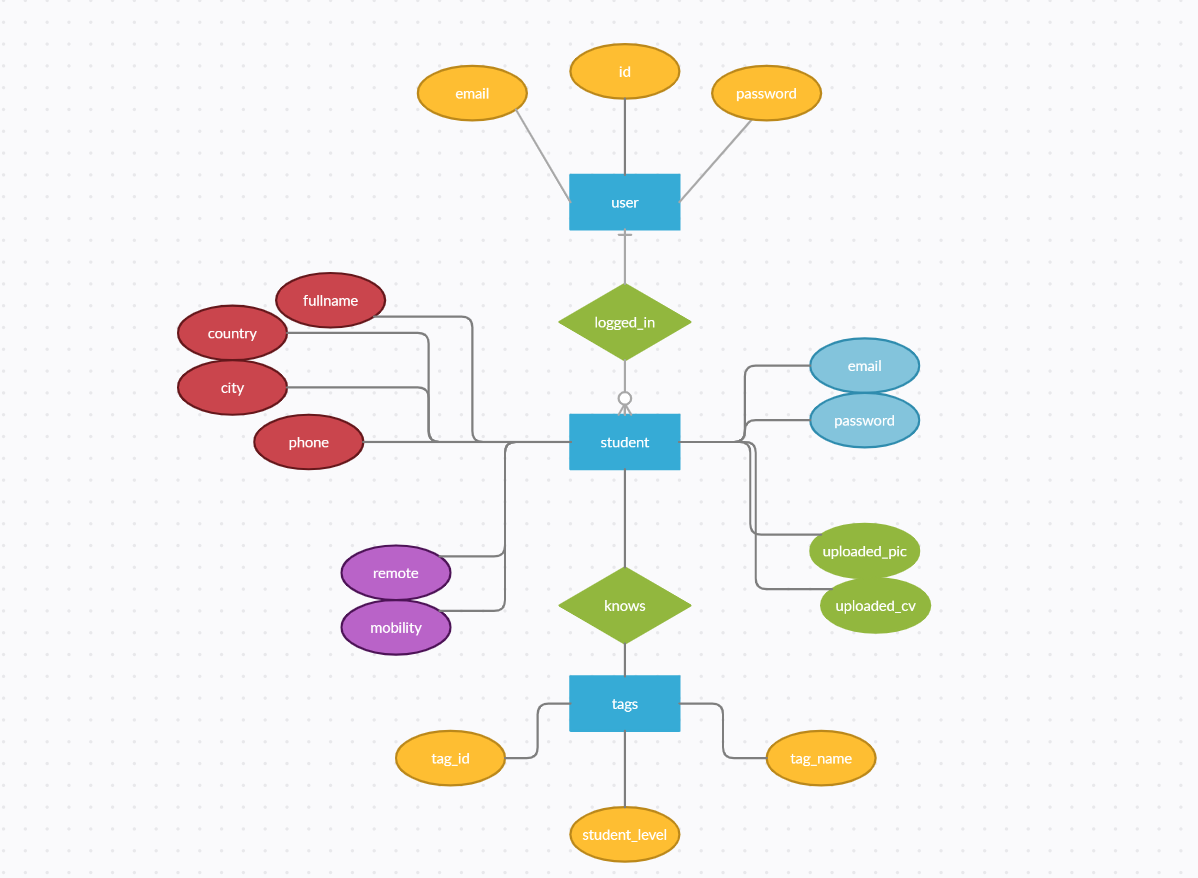 id
email
password
user
fullname
logged_in
country
email
city
password
phone
student
uploaded_pic
remote
knows
uploaded_cv
mobility
tags
tag_id
tag_name
student_level